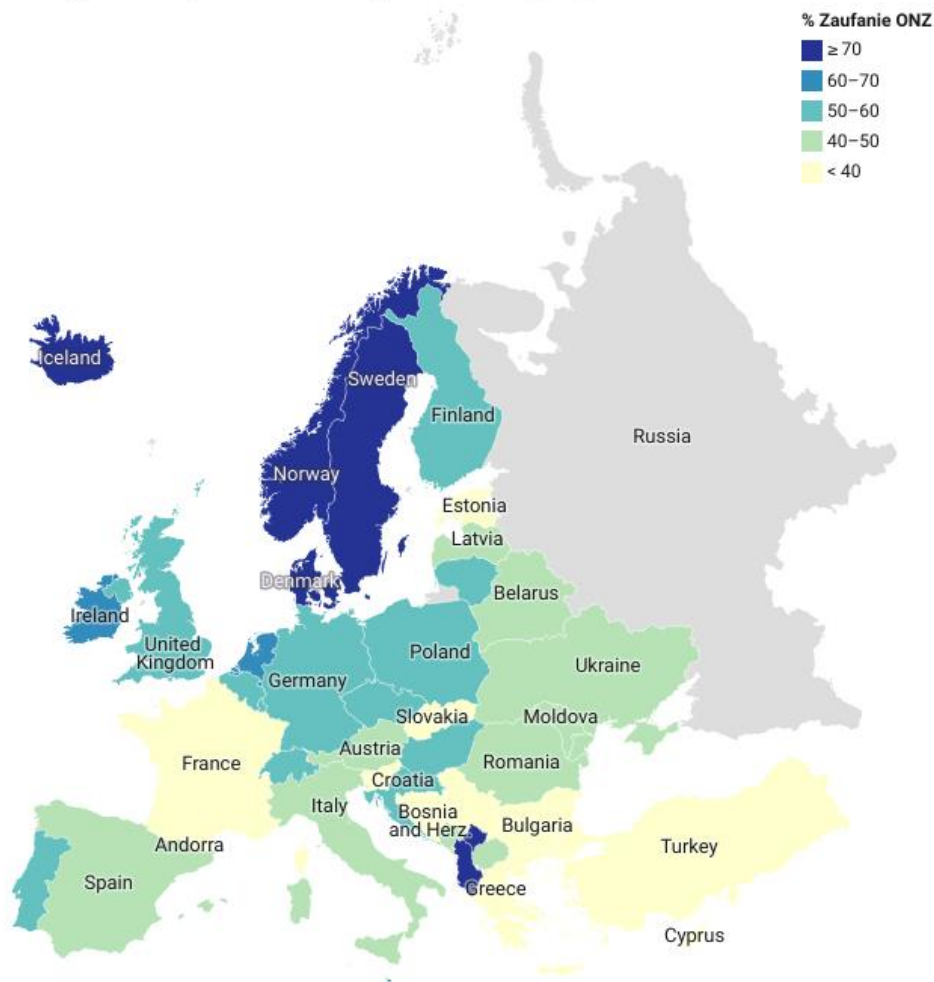 % Zaufanie ONZ
≥ 70
60–70
50–60
40–50
< 40
Iceland
Sweden
Finland
Russia
Norway
Estonia
Latvia
Denmark
Belarus
Ireland
United
Kingdom
Poland
Ukraine
Germany
Slovakia
Moldova
Austria
France
Romania
Croatia
Italy
Bosnia
and Herz.
Bulgaria
Andorra
Turkey
Spain
Greece
Cyprus